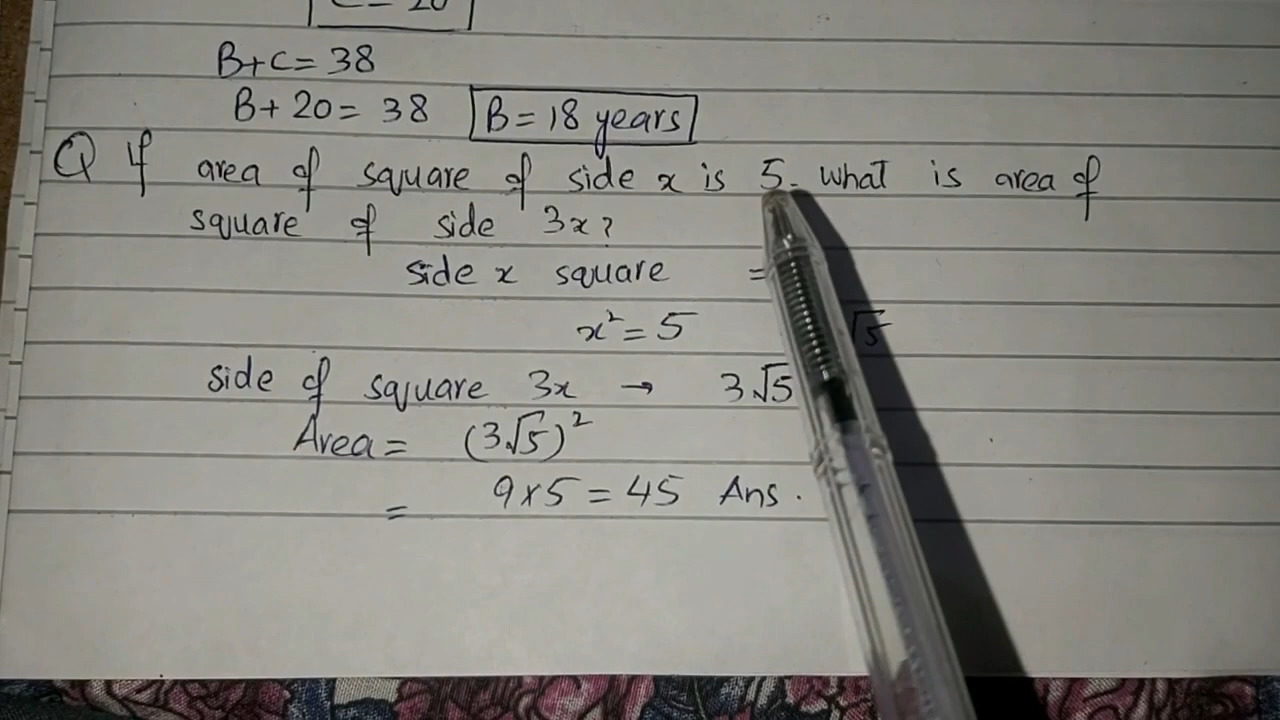 C = 20
B+C= 38
B+ 20= 38 B= 18 years
Q If area of square of side x is 5. what is area of
square of side 3x?
side x square =
x² = 5 √5
side of square 3x → 3√5
Area = (3√5)²
= 9x5 = 45 Ans.